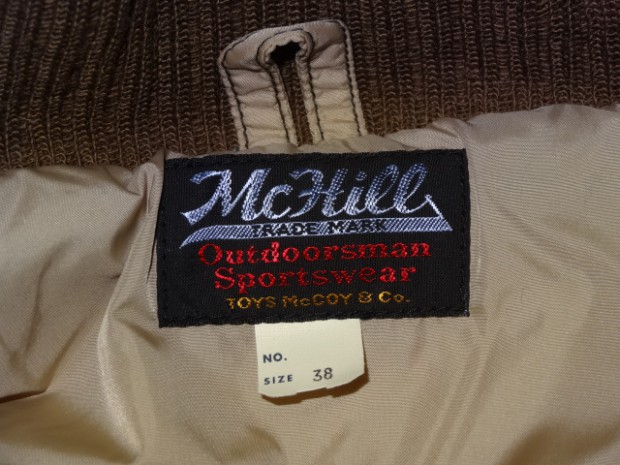 McHill
TRADE MARK
Outdoorsman
Sportswear
TOYS McCOY & Co.
NO.
SIZE 38